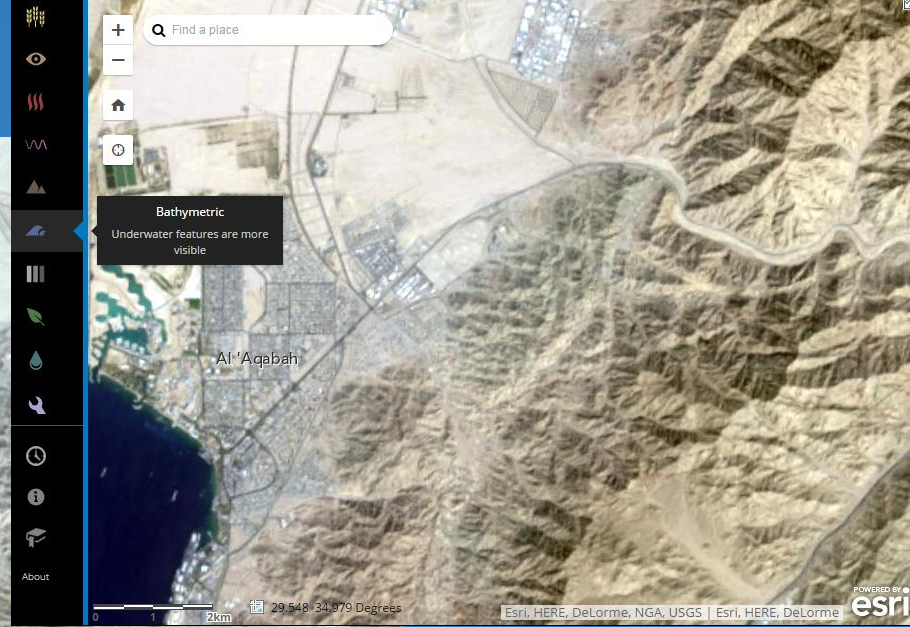 Find a place
Bathymetric
Underwater features are more
visible
Al 'Aqabah
About
0 1 2km
29.548 34.979 Degrees
Esri, HERE, DeLorme, NGA, USGS | Esri, HERE, DeLorme
POWERED BY
esri